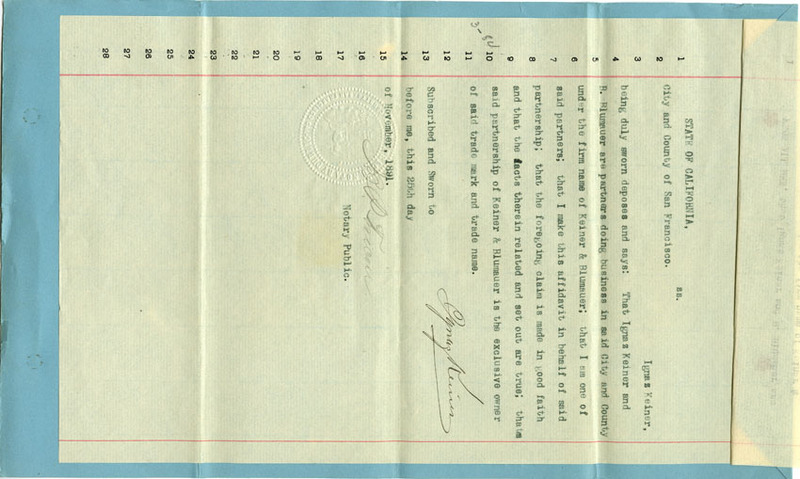 1 STATE OF CALIFORNIA,
ss.
2 City and County of San Francisco.
3 Ignaz Keiner,
4 being duly sworn deposes and says: That Ignaz Keiner and
5 B. Blumauer are partners doing business in said City and County
6 under the firm name of Keiner & Blumauer; that I am one of
7 said partners; that I make this affidavit in behalf of said
8 partnership; that the foregoing claim is made in good faith
9 and that the facts therein related and set out are true; that
10 said partnership of Keiner & Blumauer is the exclusive owner
11 of said trade mark and trade name.
12 Ignaz Keiner
13 Subscribed and Sworn to
14 before me, this 25th day
15 of November, 1891.
16
17 Notary Public.
18
19
20
21
22
23
24
25
26
27
28